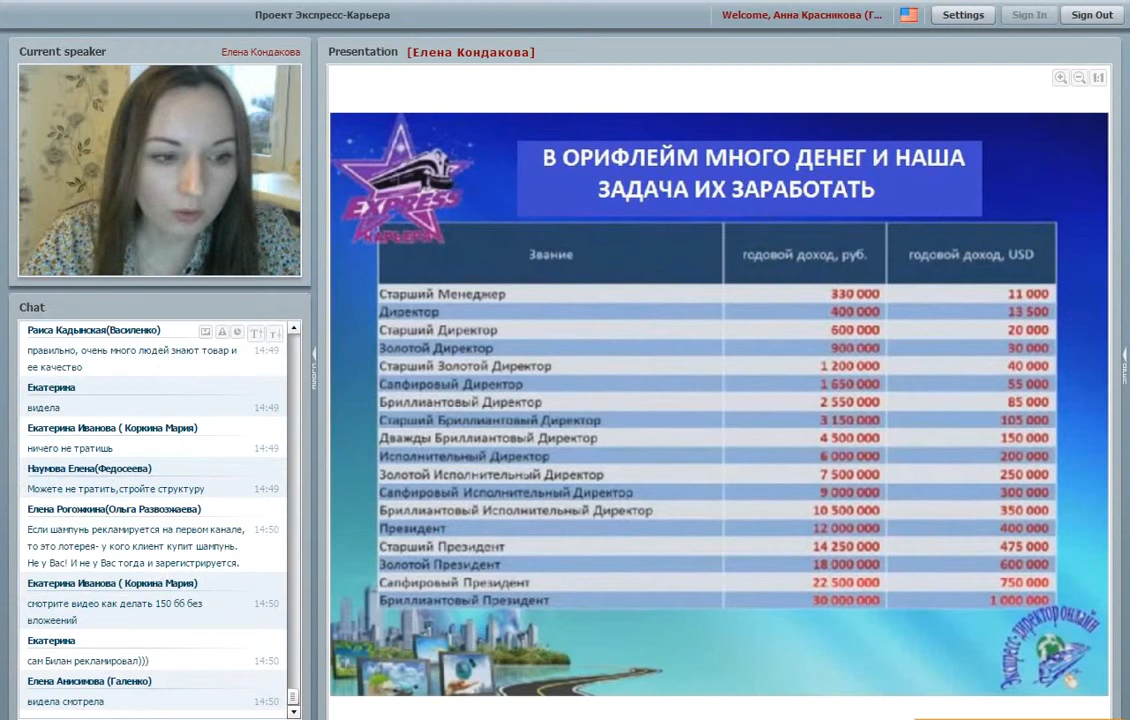 Проект Экспресс-Карьера
Welcome, Анна Красникова (Г...
Settings
Sign In
Sign Out
Current speaker
Елена Кондакова
Presentation [Елена Кондакова]
1:1
EXPRESS
КАРЬЕРА
В ОРИФЛЕЙМ МНОГО ДЕНЕГ И НАША
ЗАДАЧА ИХ ЗАРАБОТАТЬ
Звание годовой доход, руб. годовой доход, USD
Старший Менеджер 330 000 11 000
Директор 400 000 13 500
Старший Директор 600 000 20 000
Золотой Директор 900 000 30 000
Старший Золотой Директор 1 200 000 40 000
Сапфировый Директор 1 650 000 55 000
Бриллиантовый Директор 2 550 000 85 000
Старший Бриллиантовый Директор 3 150 000 105 000
Дважды Бриллиантовый Директор 4 500 000 150 000
Исполнительный Директор 6 000 000 200 000
Золотой Исполнительный Директор 7 500 000 250 000
Сапфировый Исполнительный Директор 9 000 000 300 000
Бриллиантовый Исполнительный Директор 10 500 000 350 000
Президент 12 000 000 400 000
Старший Президент 14 250 000 475 000
Золотой Президент 18 000 000 600 000
Сапфировый Президент 22 500 000 750 000
Бриллиантовый Президент 30 000 000 1 000 000
Экспресс-директор онлайн
Chat
Раиса Кадынская(Василенко)
правильно, очень много людей знают товар и 14:49
ее качество
Екатерина
видела 14:49
Екатерина Иванова ( Коркина Мария)
ничего не тратишь 14:49
Наумова Елена(Федосеева)
Можете не тратить,стройте структуру 14:49
Елена Рогожкина(Ольга Развозжаева)
Если шампунь рекламируется на первом канале, 14:50
то это лотерея- у кого клиент купит шампунь.
Не у Вас! И не у Вас тогда и зарегистрируется.
Екатерина Иванова ( Коркина Мария)
смотрите видео как делать 150 бб без 14:50
вложеений
Екатерина
сам Билан рекламировал))) 14:50
Елена Анисимова (Галенко)
видела смотрела 14:50